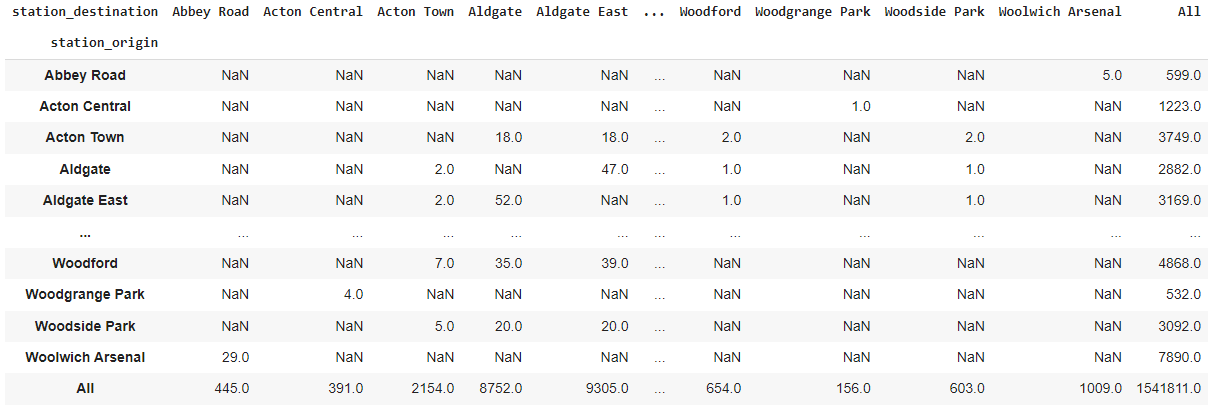 station_destination Abbey Road Acton Central Acton Town Aldgate Aldgate East ... Woodford Woodgrange Park Woodside Park Woolwich Arsenal All
station_origin
Abbey Road NaN NaN NaN NaN NaN ... NaN NaN NaN 5.0 599.0
Acton Central NaN NaN NaN NaN NaN ... NaN 1.0 NaN NaN 1223.0
Acton Town NaN NaN NaN 18.0 18.0 ... 2.0 NaN 2.0 NaN 3749.0
Aldgate NaN NaN 2.0 NaN 47.0 ... 1.0 NaN 1.0 NaN 2882.0
Aldgate East NaN NaN 2.0 52.0 NaN ... 1.0 NaN 1.0 NaN 3169.0
... ... ... ... ... ... ... ... ... ... ... ...
Woodford NaN NaN 7.0 35.0 39.0 ... NaN NaN NaN NaN 4868.0
Woodgrange Park NaN 4.0 NaN NaN NaN ... NaN NaN NaN NaN 532.0
Woodside Park NaN NaN 5.0 20.0 20.0 ... NaN NaN NaN NaN 3092.0
Woolwich Arsenal 29.0 NaN NaN NaN NaN ... NaN NaN NaN NaN 7890.0
All 445.0 391.0 2154.0 8752.0 9305.0 ... 654.0 156.0 603.0 1009.0 1541811.0